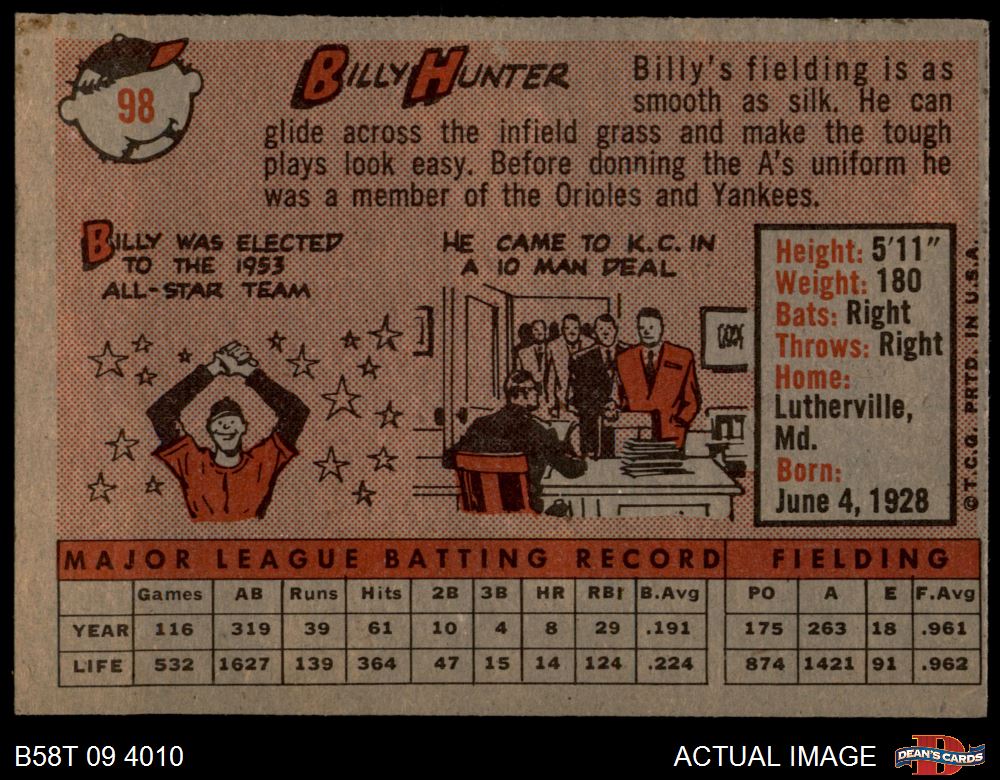 98
BILLY HUNTER
Billy's fielding is as
smooth as silk. He can
glide across the infield grass and make the tough
plays look easy. Before donning the A's uniform he
was a member of the Orioles and Yankees.
BILLY WAS ELECTED
TO THE 1953
ALL-STAR TEAM
HE CAME TO K.C. IN
A 10 MAN DEAL
Height: 5'11"
Weight: 180
Bats: Right
Throws: Right
Home:
Lutherville,
Md.
Born:
June 4, 1928
© T.C.G. PRTD. IN U.S.A.
MAJOR LEAGUE BATTING RECORD FIELDING
Games AB Runs Hits 2B 3B HR RBI B.Avg PO A E F.Avg
YEAR 116 319 39 61 10 4 8 29 .191 175 263 18 .961
LIFE 532 1627 139 364 47 15 14 124 .224 874 1421 91 .962
B58T 09 4010
ACTUAL IMAGE
D
DEAN'S CARDS